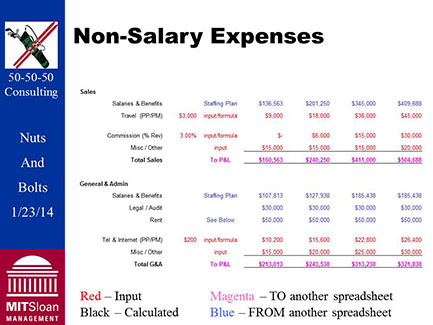 Non-Salary Expenses
50-50-50
Consulting
Nuts
And
Bolts
1/23/14
MITSloan
MANAGEMENT
Sales
Salaries & Benefits Staffing Plan $136,563 $201,250 $345,000 $409,688
Travel (PP/PM) $3,000 input/formula $9,000 $18,000 $36,000 $45,000
Commission (% Rev) 3.00% input/formula $- $6,000 $15,000 $30,000
Misc / Other input $15,000 $15,000 $15,000 $20,000
Total Sales To P&L $160,563 $240,250 $411,000 $504,688
General & Admin
Salaries & Benefits Staffing Plan $107,813 $127,938 $185,438 $185,438
Legal / Audit $30,000 $30,000 $30,000 $30,000
Rent See Below $50,000 $50,000 $50,000 $50,000
Tel & Internet (PP/PM) $200 input/formula $10,200 $15,600 $22,800 $26,400
Misc / Other input $15,000 $20,000 $25,000 $30,000
Total G&A To P&L $213,013 $243,538 $313,238 $321,838
Red – Input Magenta – TO another spreadsheet
Black – Calculated Blue – FROM another spreadsheet